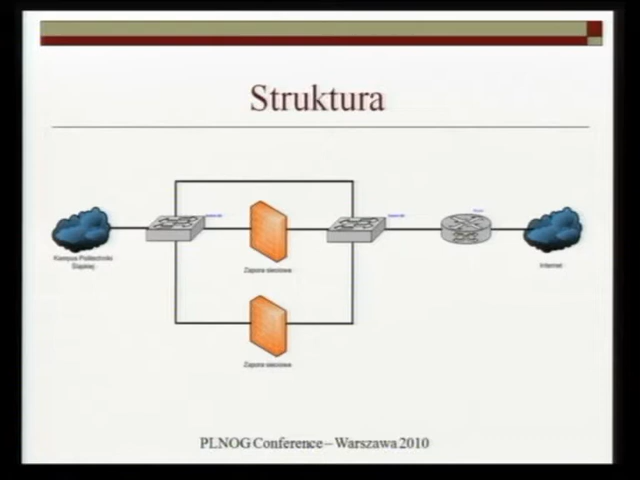 Struktura
Kampus Politechniki
Śląskiej
Zapora sieciowa
Internet
Zapora sieciowa
PLNOG Conference – Warszawa 2010